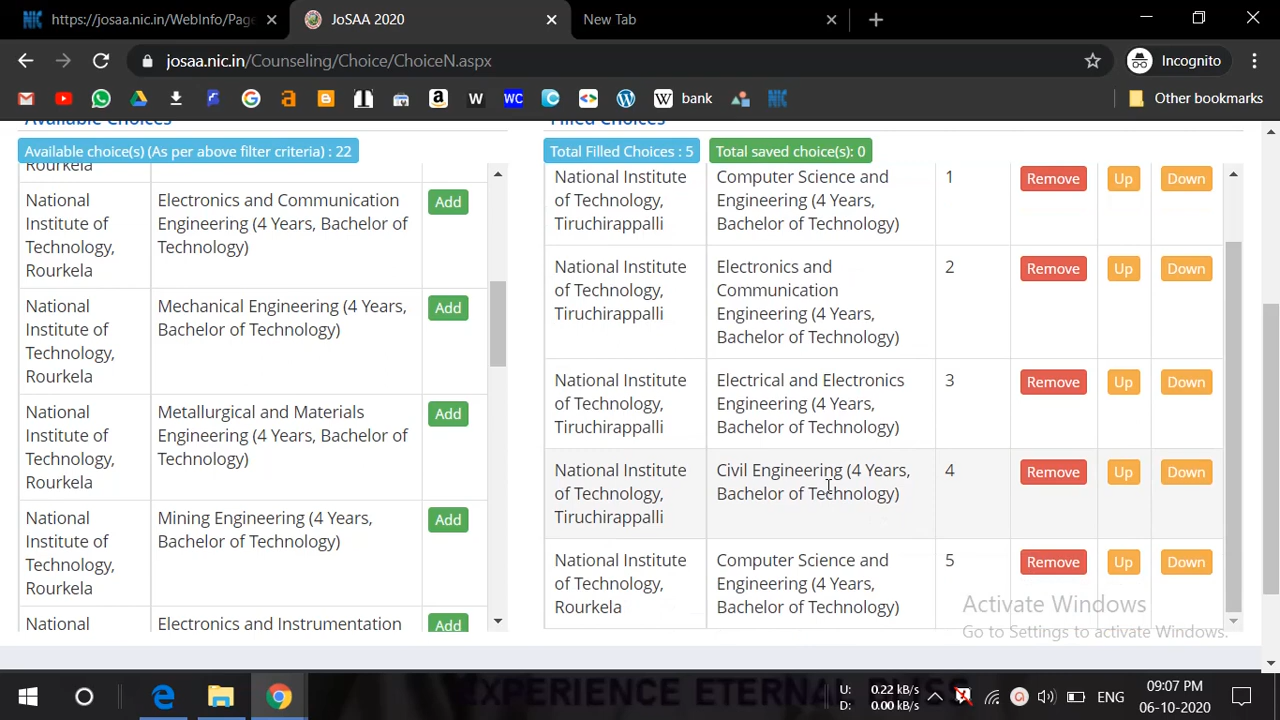 https://josaa.nic.in/WebInfo/Pag
JoSAA 2020
New Tab
josaa.nic.in/Counseling/Choice/ChoiceN.aspx
Incognito
bank
Other bookmarks
Available Choices
Filled Choices
Available choice(s) (As per above filter criteria) : 22
Total Filled Choices : 5
Total saved choice(s): 0
Rourkela
National
Institute of
Technology,
Rourkela
Electronics and Communication
Engineering (4 Years, Bachelor of
Technology)
Add
National
Institute of
Technology,
Rourkela
Mechanical Engineering (4 Years,
Bachelor of Technology)
Add
National
Institute of
Technology,
Rourkela
Metallurgical and Materials
Engineering (4 Years, Bachelor of
Technology)
Add
National
Institute of
Technology,
Rourkela
Mining Engineering (4 Years,
Bachelor of Technology)
Add
National
Electronics and Instrumentation
Add
National Institute
of Technology,
Tiruchirappalli
Computer Science and
Engineering (4 Years,
Bachelor of Technology)
1
Remove
Up
Down
National Institute
of Technology,
Tiruchirappalli
Electronics and
Communication
Engineering (4 Years,
Bachelor of Technology)
2
Remove
Up
Down
National Institute
of Technology,
Tiruchirappalli
Electrical and Electronics
Engineering (4 Years,
Bachelor of Technology)
3
Remove
Up
Down
National Institute
of Technology,
Tiruchirappalli
Civil Engineering (4 Years,
Bachelor of Technology)
4
Remove
Up
Down
National Institute
of Technology,
Rourkela
Computer Science and
Engineering (4 Years,
Bachelor of Technology)
5
Remove
Up
Down
Activate Windows
Go to Settings to activate Windows.
EXPERIENCE ETERNAL BLISS
U: 0.22 kB/s
D: 0.00 kB/s
ENG
09:07 PM
06-10-2020